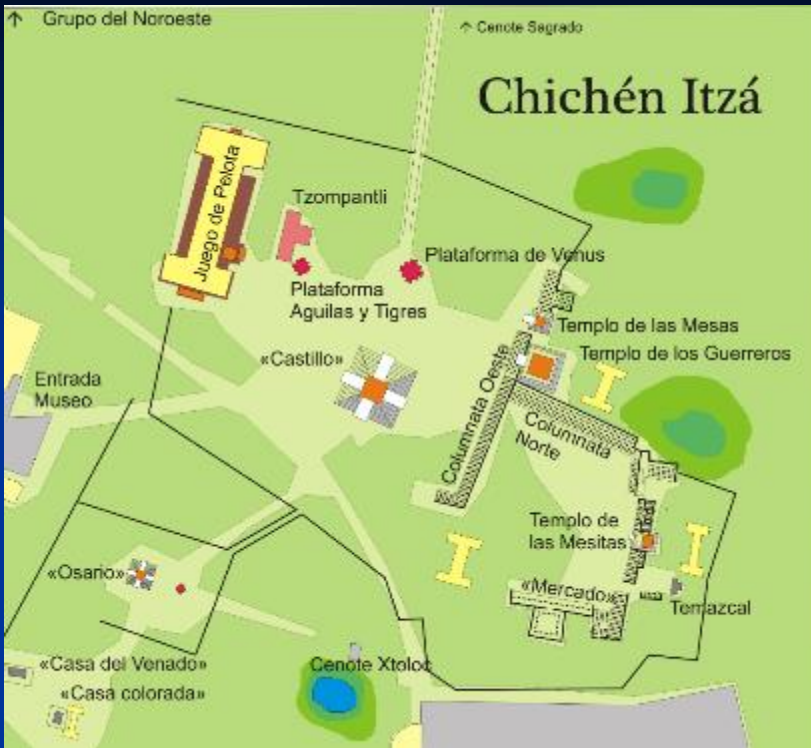 ↑ Grupo del Noroeste
↑ Cenote Sagrado
Chichén Itzá
Juego de Pelota
Tzompantli
Plataforma de Venus
Plataforma
Aguilas y Tigres
Templo de las Mesas
«Castillo»
Templo de los Guerreros
Entrada
Museo
Columnata Oeste
Columnata
Norte
Templo de
las Mesitas
«Osario»
«Mercado»
Temazcal
«Casa del Venado»
Cenote Xtoloc
«Casa colorada»